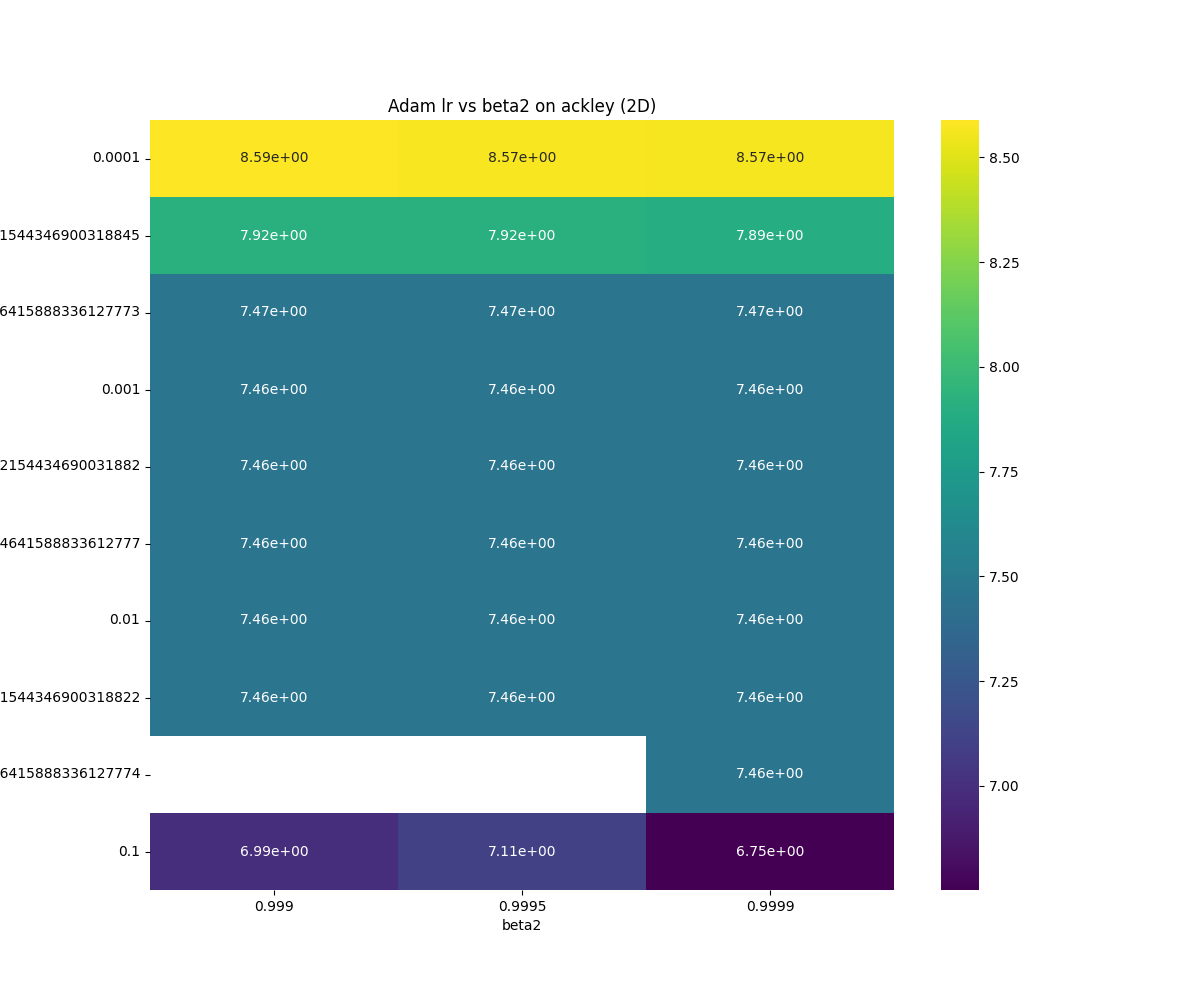 Adam lr vs beta2 on ackley (2D)
0.0001 8.59e+00 8.57e+00 8.57e+00 8.50
1544346900318845 7.92e+00 7.92e+00 7.89e+00 8.25
6415888336127773 7.47e+00 7.47e+00 7.47e+00 8.00
0.001 7.46e+00 7.46e+00 7.46e+00
2154434690031882 7.46e+00 7.46e+00 7.46e+00 7.75
4641588833612777 7.46e+00 7.46e+00 7.46e+00 7.50
0.01 7.46e+00 7.46e+00 7.46e+00
1544346900318822 7.46e+00 7.46e+00 7.46e+00 7.25
6415888336127774 7.46e+00 7.00
0.1 6.99e+00 7.11e+00 6.75e+00
0.999 0.9995 0.9999
beta2